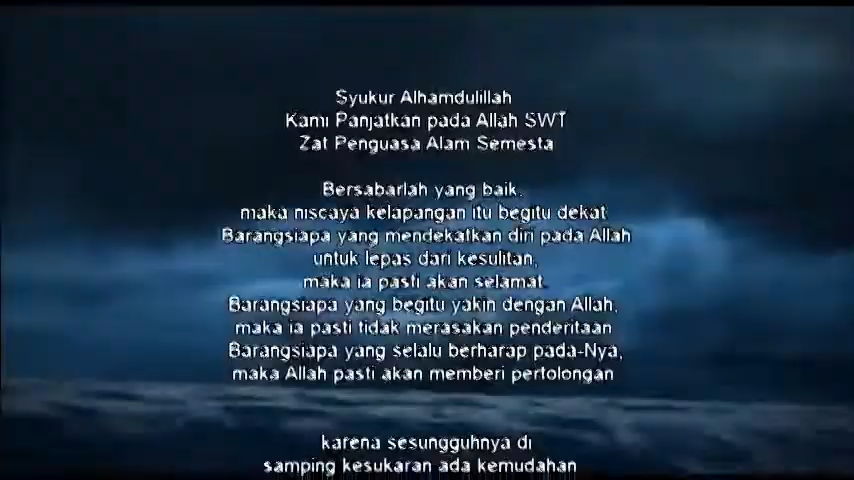 Syukur Alhamdulillah
Kami Panjatkan pada Allah SWT
Zat Penguasa Alam Semesta
Bersabarlah yang baik,
maka niscaya kelapangan itu begitu dekat
Barangsiapa yang mendekatkan diri pada Allah
untuk lepas dari kesulitan,
maka ia pasti akan selamat.
Barangsiapa yang begitu yakin dengan Allah,
maka ia pasti tidak merasakan penderitaan
Barangsiapa yang selalu berharap pada-Nya,
maka Allah pasti akan memberi pertolongan
karena sesungguhnya di
samping kesukaran ada kemudahan